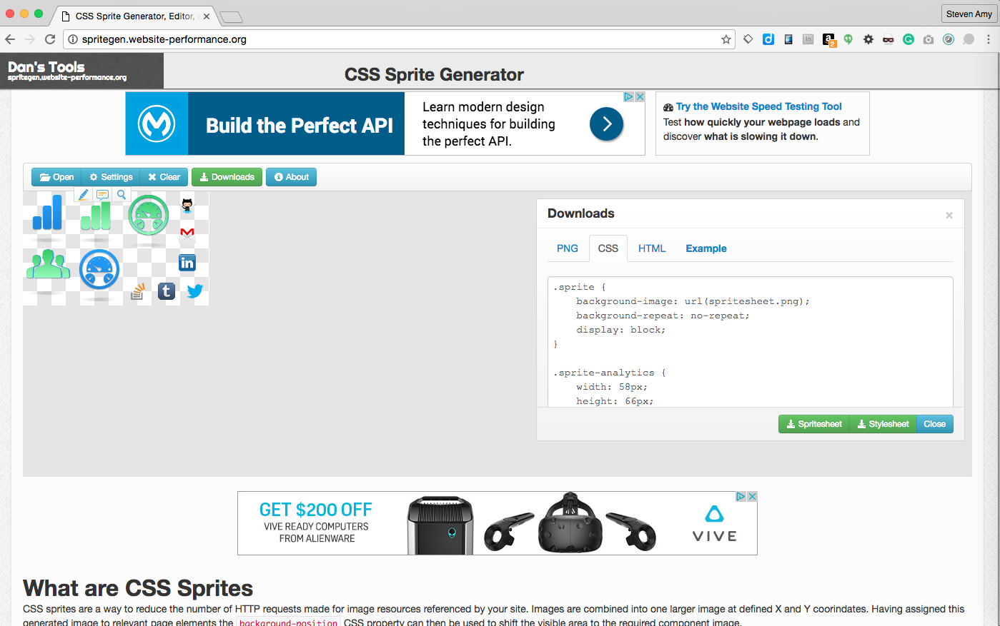 CSS Sprite Generator, Editor,
Steven Amy
spritegen.website-performance.org
in
a
2
Dan's Tools
spritegen.website-performance.org
CSS Sprite Generator
Build the Perfect API
Learn modern design
techniques for building
the perfect API.
Try the Website Speed Testing Tool
Test how quickly your webpage loads and
discover what is slowing it down.
Open
Settings
Clear
Downloads
About
in
t
Downloads
PNG
CSS
HTML
Example
.sprite {
background-image: url(spritesheet.png);
background-repeat: no-repeat;
display: block;
}
.sprite-analytics {
width: 58px;
height: 66px;
Spritesheet
Stylesheet
Close
GET $200 OFF
VIVE READY COMPUTERS
FROM ALIENWARE
VIVE
What are CSS Sprites
CSS sprites are a way to reduce the number of HTTP requests made for image resources referenced by your site. Images are combined into one larger image at defined X and Y coorindates. Having assigned this
generated image to relevant page elements the background-position CSS property can then be used to shift the visible area to the required component image.